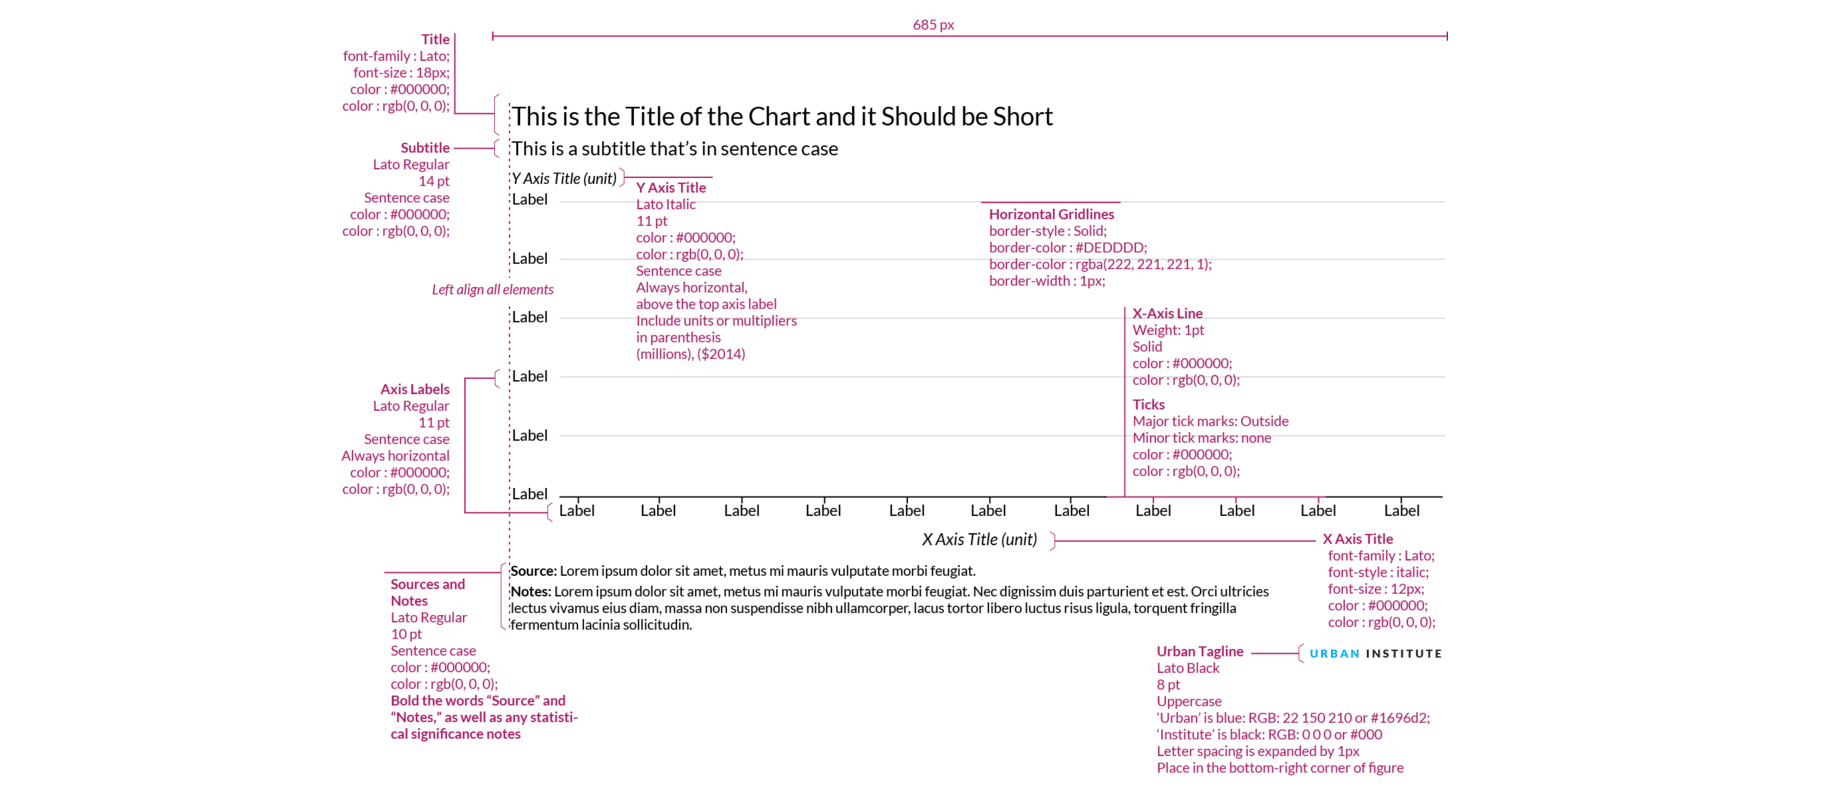 685 px
Title
font-family : Lato;
font-size : 18px;
color : #000000;
color : rgb(0, 0, 0);
This is the Title of the Chart and it Should be Short
Subtitle
Lato Regular
14 pt
Sentence case
color : #000000;
color : rgb(0, 0, 0);
This is a subtitle that’s in sentence case
Y Axis Title (unit)
Y Axis Title
Lato Italic
11 pt
color : #000000;
color : rgb(0, 0, 0);
Sentence case
Always horizontal,
above the top axis label
Include units or multipliers
in parenthesis
(millions), ($2014)
Label
Label
Label
Label
Label
Label
Horizontal Gridlines
border-style : Solid;
border-color : #DEDDDD;
border-color : rgba(222, 221, 221, 1);
border-width : 1px;
Left align all elements
X-Axis Line
Weight: 1pt
Solid
color : #000000;
color : rgb(0, 0, 0);
Ticks
Major tick marks: Outside
Minor tick marks: none
color : #000000;
color : rgb(0, 0, 0);
Axis Labels
Lato Regular
11 pt
Sentence case
Always horizontal
color : #000000;
color : rgb(0, 0, 0);
Label Label Label Label Label Label Label Label Label Label Label
X Axis Title (unit)
X Axis Title
font-family : Lato;
font-style : italic;
font-size : 12px;
color : #000000;
color : rgb(0, 0, 0);
Source: Lorem ipsum dolor sit amet, metus mi mauris vulputate morbi feugiat.
Notes: Lorem ipsum dolor sit amet, metus mi mauris vulputate morbi feugiat. Nec dignissim duis parturient et est. Orci ultricies
lectus vivamus eius diam, massa non suspendisse nibh ullamcorper, lacus tortor libero luctus risus ligula, torquent fringilla
fermentum lacinia sollicitudin.
Sources and
Notes
Lato Regular
10 pt
Sentence case
color : #000000;
color : rgb(0, 0, 0);
Bold the words “Source” and
“Notes,” as well as any statisti-
cal significance notes
URBAN INSTITUTE
Urban Tagline
Lato Black
8 pt
Uppercase
‘Urban’ is blue: RGB: 22 150 210 or #1696d2;
‘Institute’ is black: RGB: 0 0 0 or #000
Letter spacing is expanded by 1px
Place in the bottom-right corner of figure